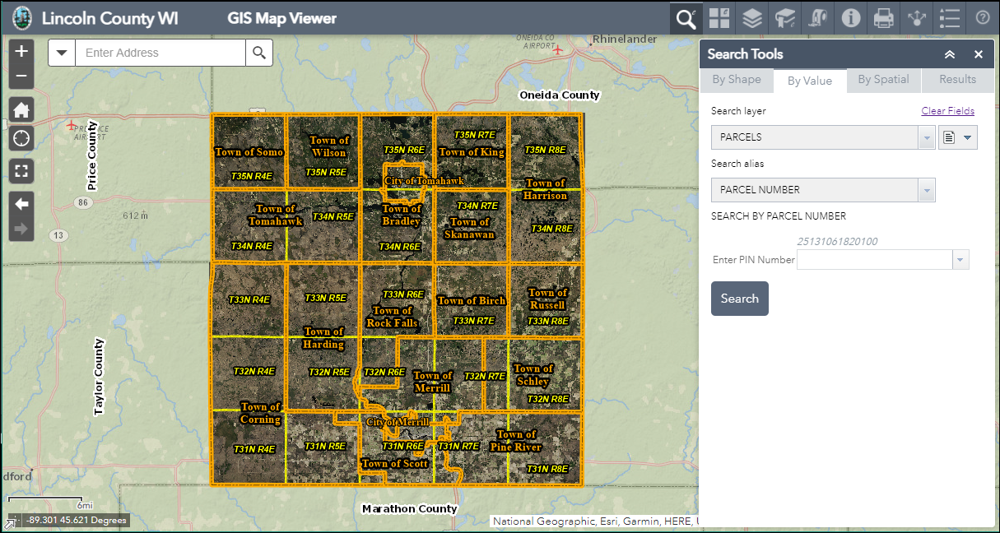 Lincoln County WI
GIS Map Viewer
Enter Address
ONEIDA CO
AIRPORT
Rhinelander
Search Tools
By Shape
By Value
By Spatial
Results
Search layer
Clear Fields
PARCELS
Search alias
PARCEL NUMBER
SEARCH BY PARCEL NUMBER
25131061820100
Enter PIN Number
Search
Oneida County
Price County
AIRPORT
86
612 m
13
Taylor County
T35N R7E
Town of Somo
Town of
Wilson
T35N R6E
Town of King
T35N R8E
T35N R4E
T35N R5E
City of Tomahawk
Town of
Harrison
Town of
Tomahawk
T34N R5E
Town of
Bradley
T34N R7E
Town of
Skanawan
T34N R8E
T34N R4E
T34N R6E
T33N R4E
T33N R5E
T33N R6E
Town of Birch
Town of
Russell
Town of
Rock Falls
T33N R7E
T33N R8E
Town of
Harding
T32N R4E
T32N R5E
T32N R6E
Town of
Merrill
T32N R7E
Town of
Schley
T32N R8E
Town of
Corning
City of Merrill
Town of
Pine River
T31N R4E
T31N R5E
T31N R6E
T31N R7E
Town of Scott
T31N R8E
dford
6mi
Marathon County
-89.301 45.621 Degrees
National Geographic, Esri, Garmin, HERE,